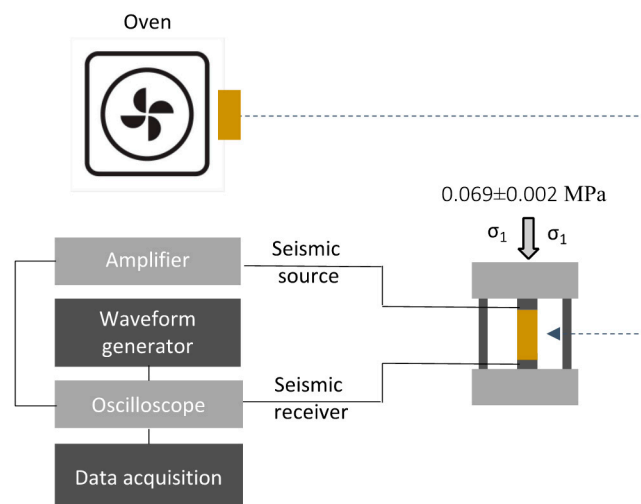 Oven
0.069±0.002 MPa
σ1 σ1
Amplifier
Seismic
source
Waveform
generator
Oscilloscope
Seismic
receiver
Data acquisition